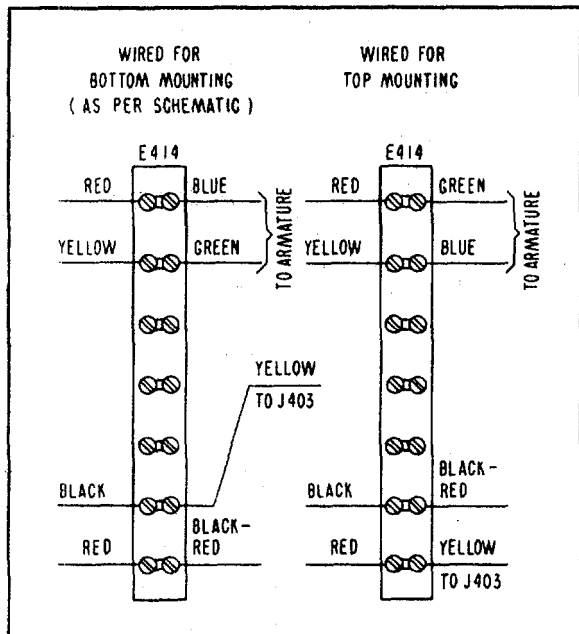 WIRED FOR
BOTTOM MOUNTING
( AS PER SCHEMATIC )
E414
RED
BLUE
YELLOW
GREEN
TO ARMATURE
YELLOW
TO J403
BLACK
BLACK-
RED
RED
WIRED FOR
TOP MOUNTING
E414
RED
GREEN
YELLOW
BLUE
TO ARMATURE
BLACK
BLACK-
RED
RED
YELLOW
TO J403